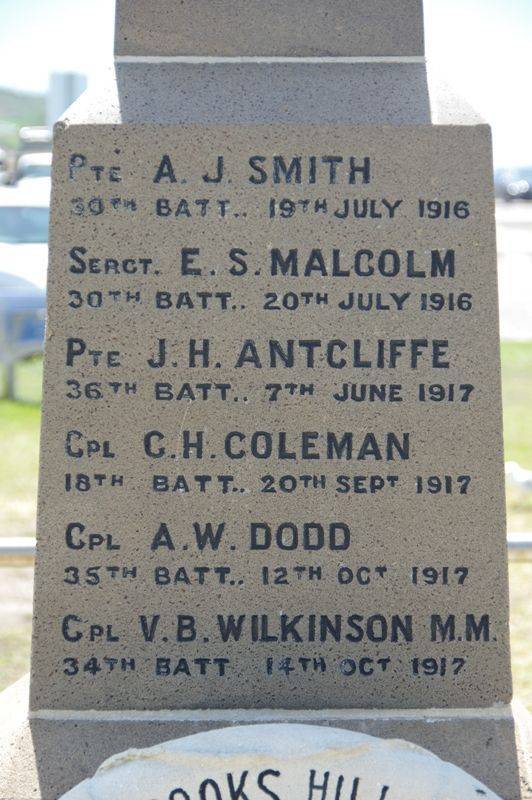 Pte A. J. SMITH
30TH BATT.. 19TH JULY 1916
SERGT. E. S. MALCOLM
30TH BATT.. 20TH JULY 1916
PTE J. H. ANTCLIFFE
36TH BATT.. 7TH JUNE 1917
CPL C. H. COLEMAN
18TH BATT.. 20TH SEPT 1917
CPL A. W. DODD
35TH BATT.. 12TH OCT 1917
CPL V. B. WILKINSON M.M.
34TH BATT 14TH OCT 1917
HILL